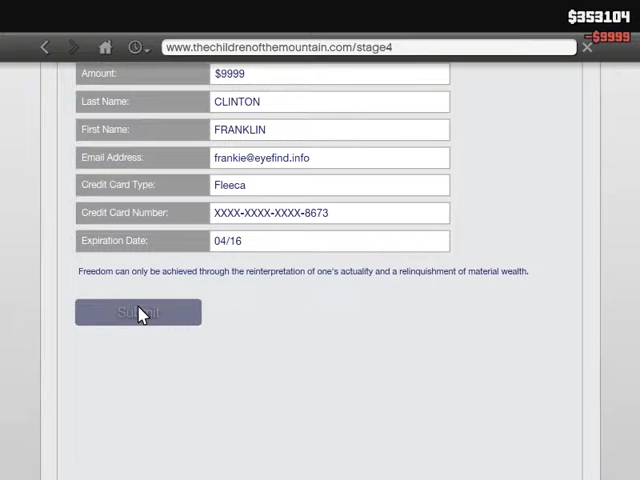 $353104
-$9999
www.thechildrenofthemountain.com/stage4
Amount: $9999
Last Name: CLINTON
First Name: FRANKLIN
Email Address: frankie@eyefind.info
Credit Card Type: Fleeca
Credit Card Number: XXXX-XXXX-XXXX-8673
Expiration Date: 04/16
Freedom can only be achieved through the reinterpretation of one's actuality and a relinquishment of material wealth.
Submit